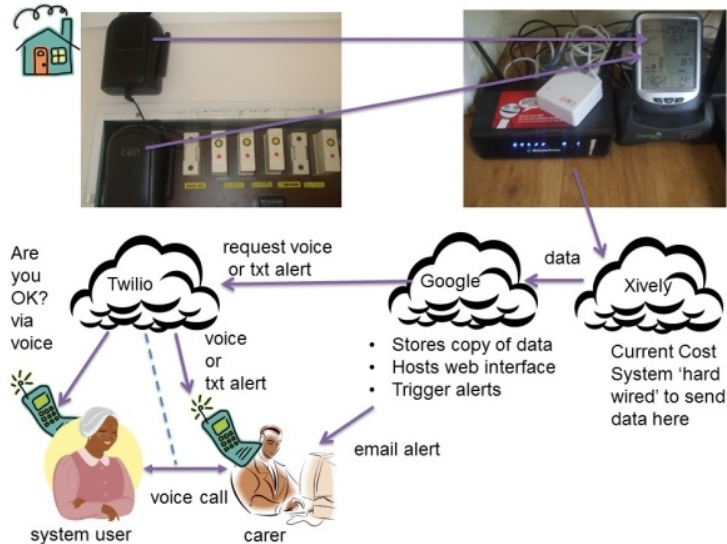 Are
you
OK?
via
voice
Twilio
request voice
or txt alert
Google
data
Xively
voice
or
txt alert
• Stores copy of data
• Hosts web interface
• Trigger alerts
Current Cost
System ‘hard
wired’ to send
data here
email alert
voice call
system user
carer